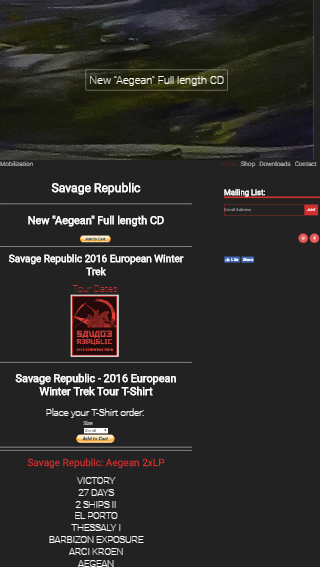 New "Aegean" Full length CD
Mobilization
Shop Downloads Contact
Savage Republic
Mailing List:
Email Address
Join!
New "Aegean" Full length CD
Add to Cart
Savage Republic 2016 European Winter
Trek
Like Share
Tour Dates
SAVAGE
REPUBLIC
2016 EUROPEAN TREK
Savage Republic - 2016 European
Winter Trek Tour T-Shirt
Place your T-Shirt order:
Size
Add to Cart
Savage Republic: Aegean 2xLP
VICTORY
27 DAYS
2 SHIPS II
EL PORTO
THESSALY I
BARBIZON EXPOSURE
ARCI KROEN
AEGEAN